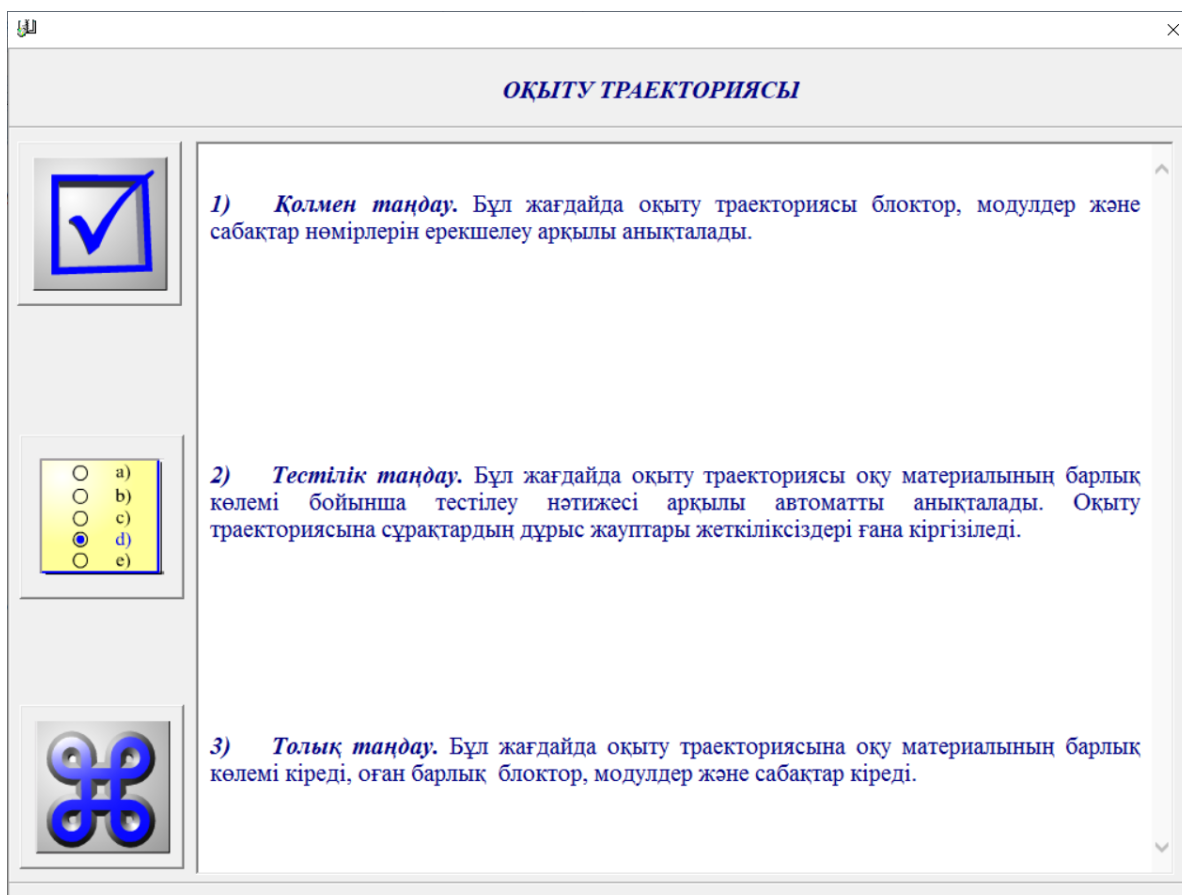 ОҚЫТУ ТРАЕКТОРИЯСЫ
1) Қолмен таңдау. Бұл жағдайда оқыту траекториясы блоктор, модулдер және
сабақтар нөмірлерін ерекшелеу арқылы анықталады.
a)
b)
c)
d)
e)
2) Тестілік таңдау. Бұл жағдайда оқыту траекториясы оқу материалының барлық
көлемі бойынша тестілеу нәтижесі арқылы автоматты анықталады. Оқыту
траекториясына сұрақтардың дұрыс жауптары жеткіліксіздері ғана кіргізіледі.
3) Толық таңдау. Бұл жағдайда оқыту траекториясына оқу материалының барлық
көлемі кіреді, оған барлық блоктор, модулдер және сабақтар кіреді.